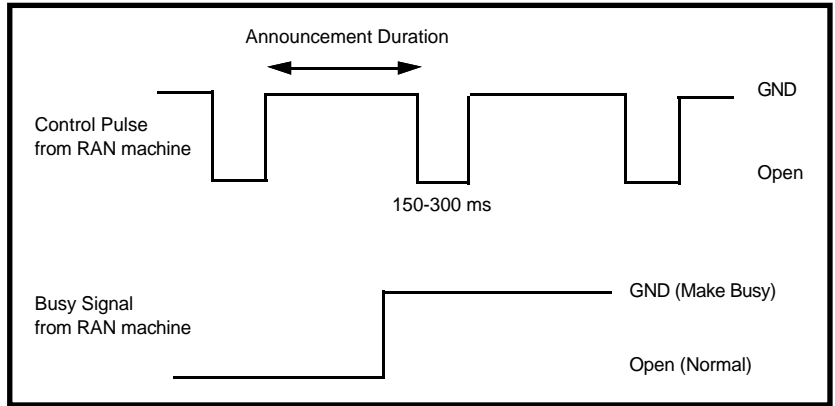 Announcement Duration
GND
Control Pulse
from RAN machine
Open
150-300 ms
Busy Signal
from RAN machine
GND (Make Busy)
Open (Normal)